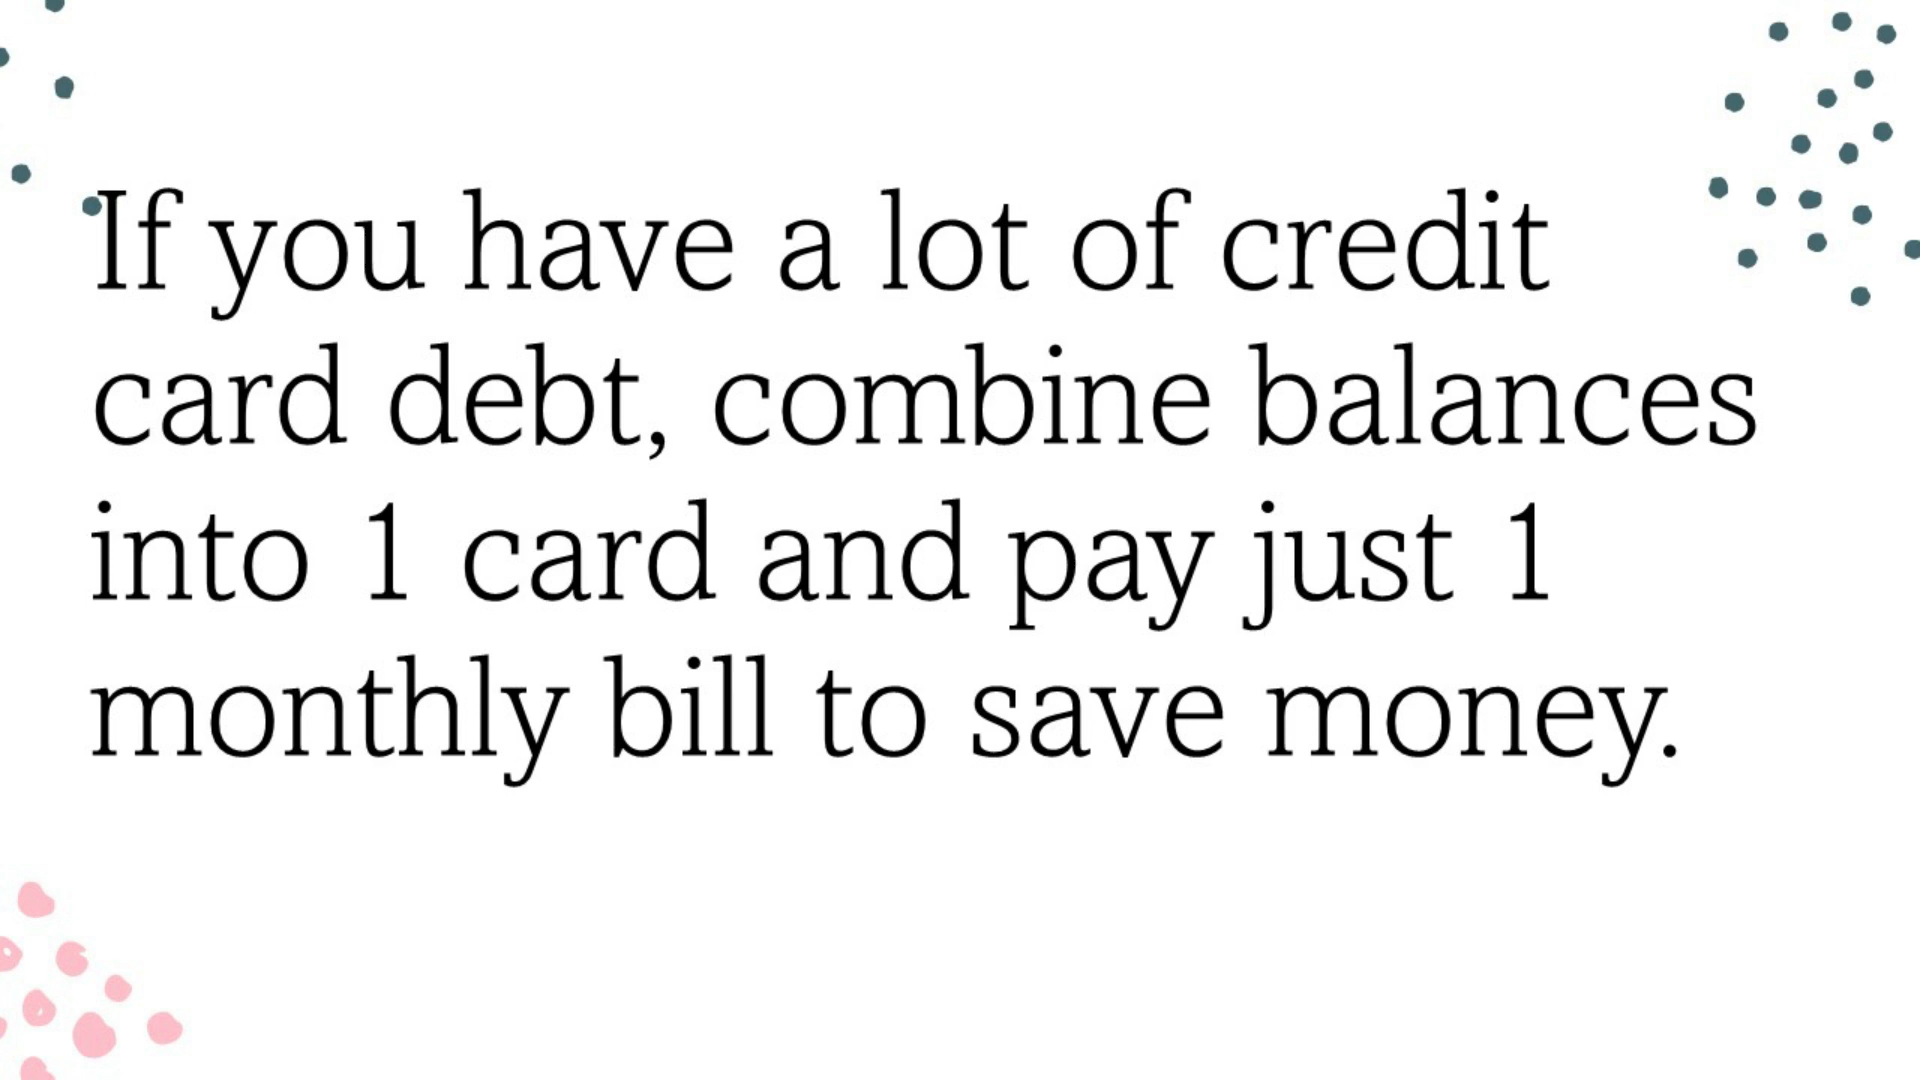 If you have a lot of credit
card debt, combine balances
into 1 card and pay just 1
monthly bill to save money.